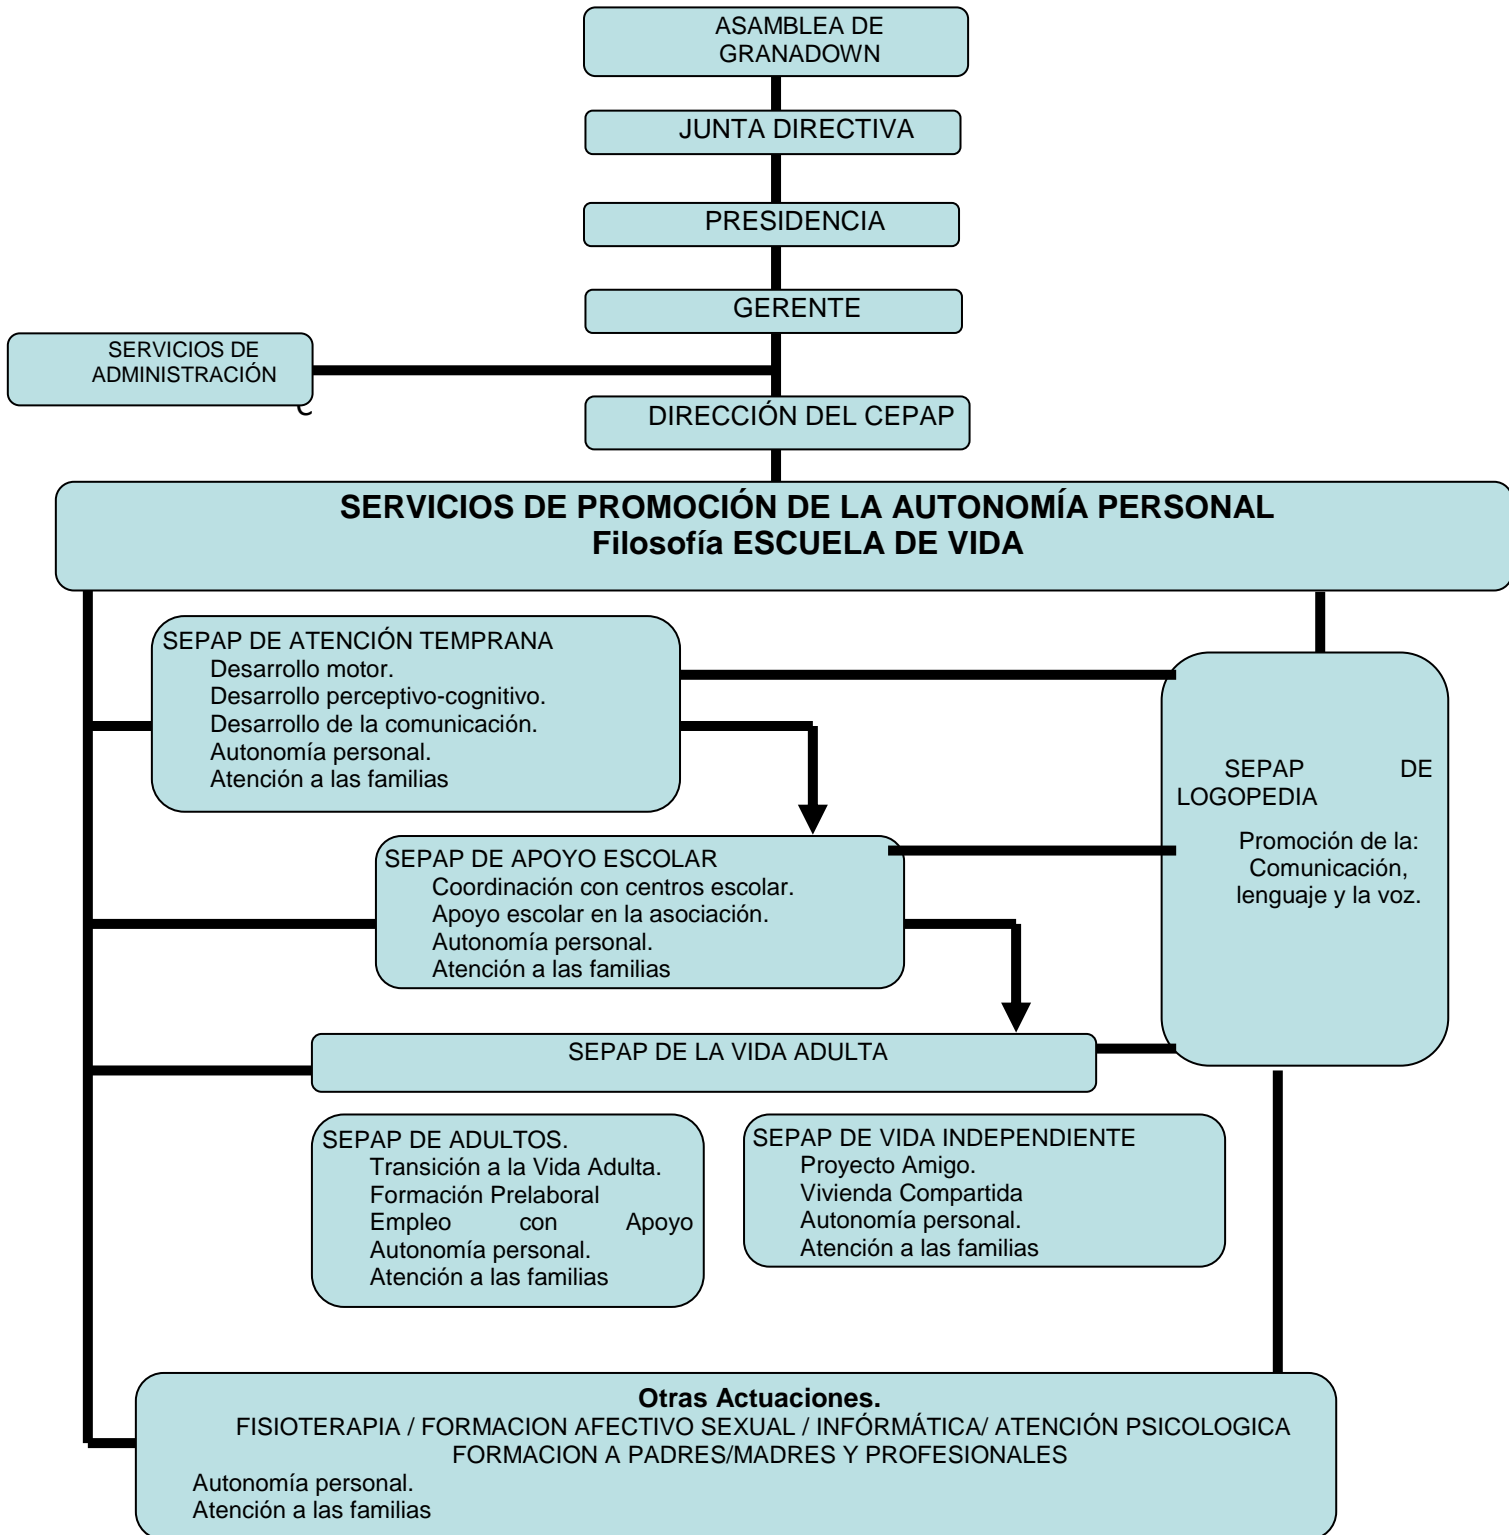 ASAMBLEA DE
GRANADOWN
JUNTA DIRECTIVA
PRESIDENCIA
GERENTE
SERVICIOS DE
ADMINISTRACIÓN
DIRECCIÓN DEL CEPAP
SERVICIOS DE PROMOCIÓN DE LA AUTONOMÍA PERSONAL
Filosofía ESCUELA DE VIDA
SEPAP DE ATENCIÓN TEMPRANA
Desarrollo motor.
Desarrollo perceptivo-cognitivo.
Desarrollo de la comunicación.
Autonomía personal.
Atención a las familias
SEPAP DE
LOGOPEDIA
Promoción de la:
Comunicación,
lenguaje y la voz.
SEPAP DE APOYO ESCOLAR
Coordinación con centros escolar.
Apoyo escolar en la asociación.
Autonomía personal.
Atención a las familias
SEPAP DE LA VIDA ADULTA
SEPAP DE ADULTOS.
Transición a la Vida Adulta.
Formación Prelaboral
Empleo con Apoyo
Autonomía personal.
Atención a las familias
SEPAP DE VIDA INDEPENDIENTE
Proyecto Amigo.
Vivienda Compartida
Autonomía personal.
Atención a las familias
Otras Actuaciones.
FISIOTERAPIA / FORMACION AFECTIVO SEXUAL / INFÓRMÁTICA/ ATENCIÓN PSICOLOGICA
FORMACION A PADRES/MADRES Y PROFESIONALES
Autonomía personal.
Atención a las familias